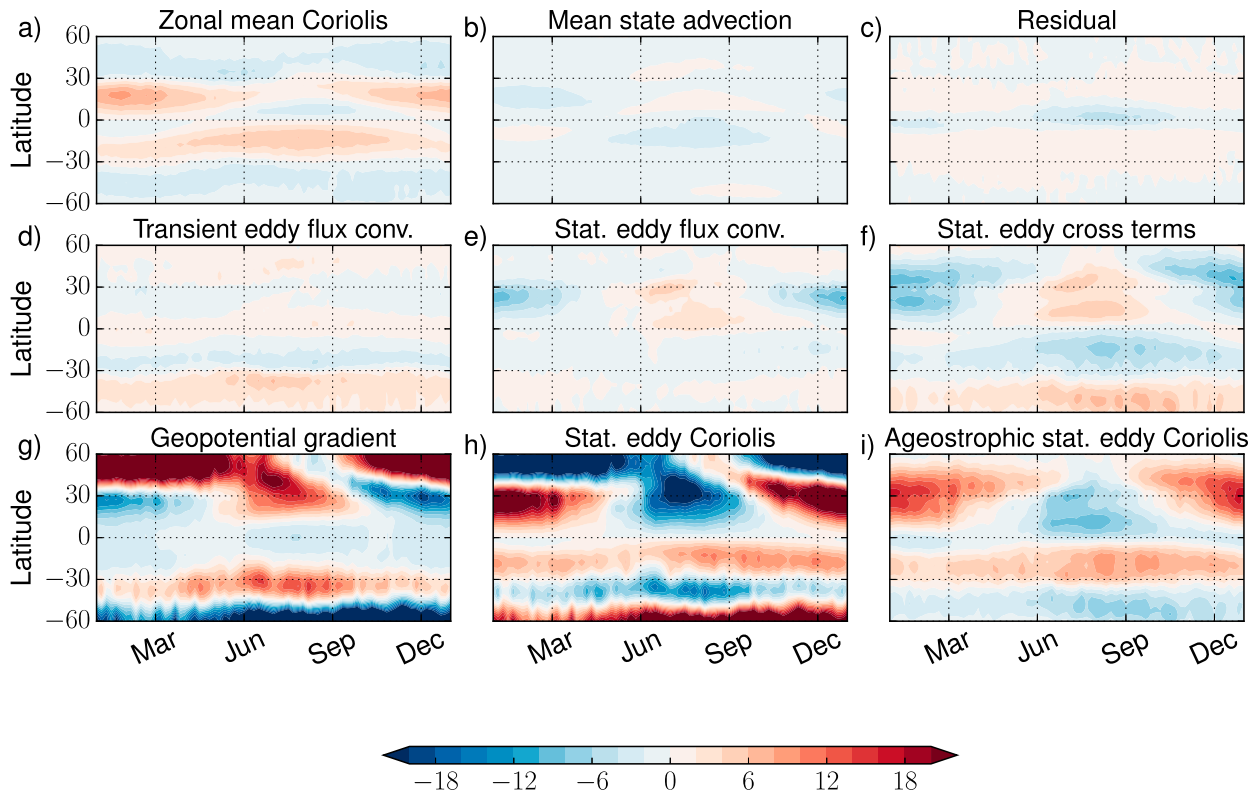 a) Zonal mean Coriolis
b) Mean state advection
c) Residual
Latitude
60
30
0
−30
−60
d) Transient eddy flux conv.
e) Stat. eddy flux conv.
f) Stat. eddy cross terms
Latitude
60
30
0
−30
−60
g) Geopotential gradient
h) Stat. eddy Coriolis
i) Ageostrophic stat. eddy Coriolis
Latitude
60
30
0
−30
−60
Mar Jun Sep Dec
Mar Jun Sep Dec
Mar Jun Sep Dec
−18 −12 −6 0 6 12 18